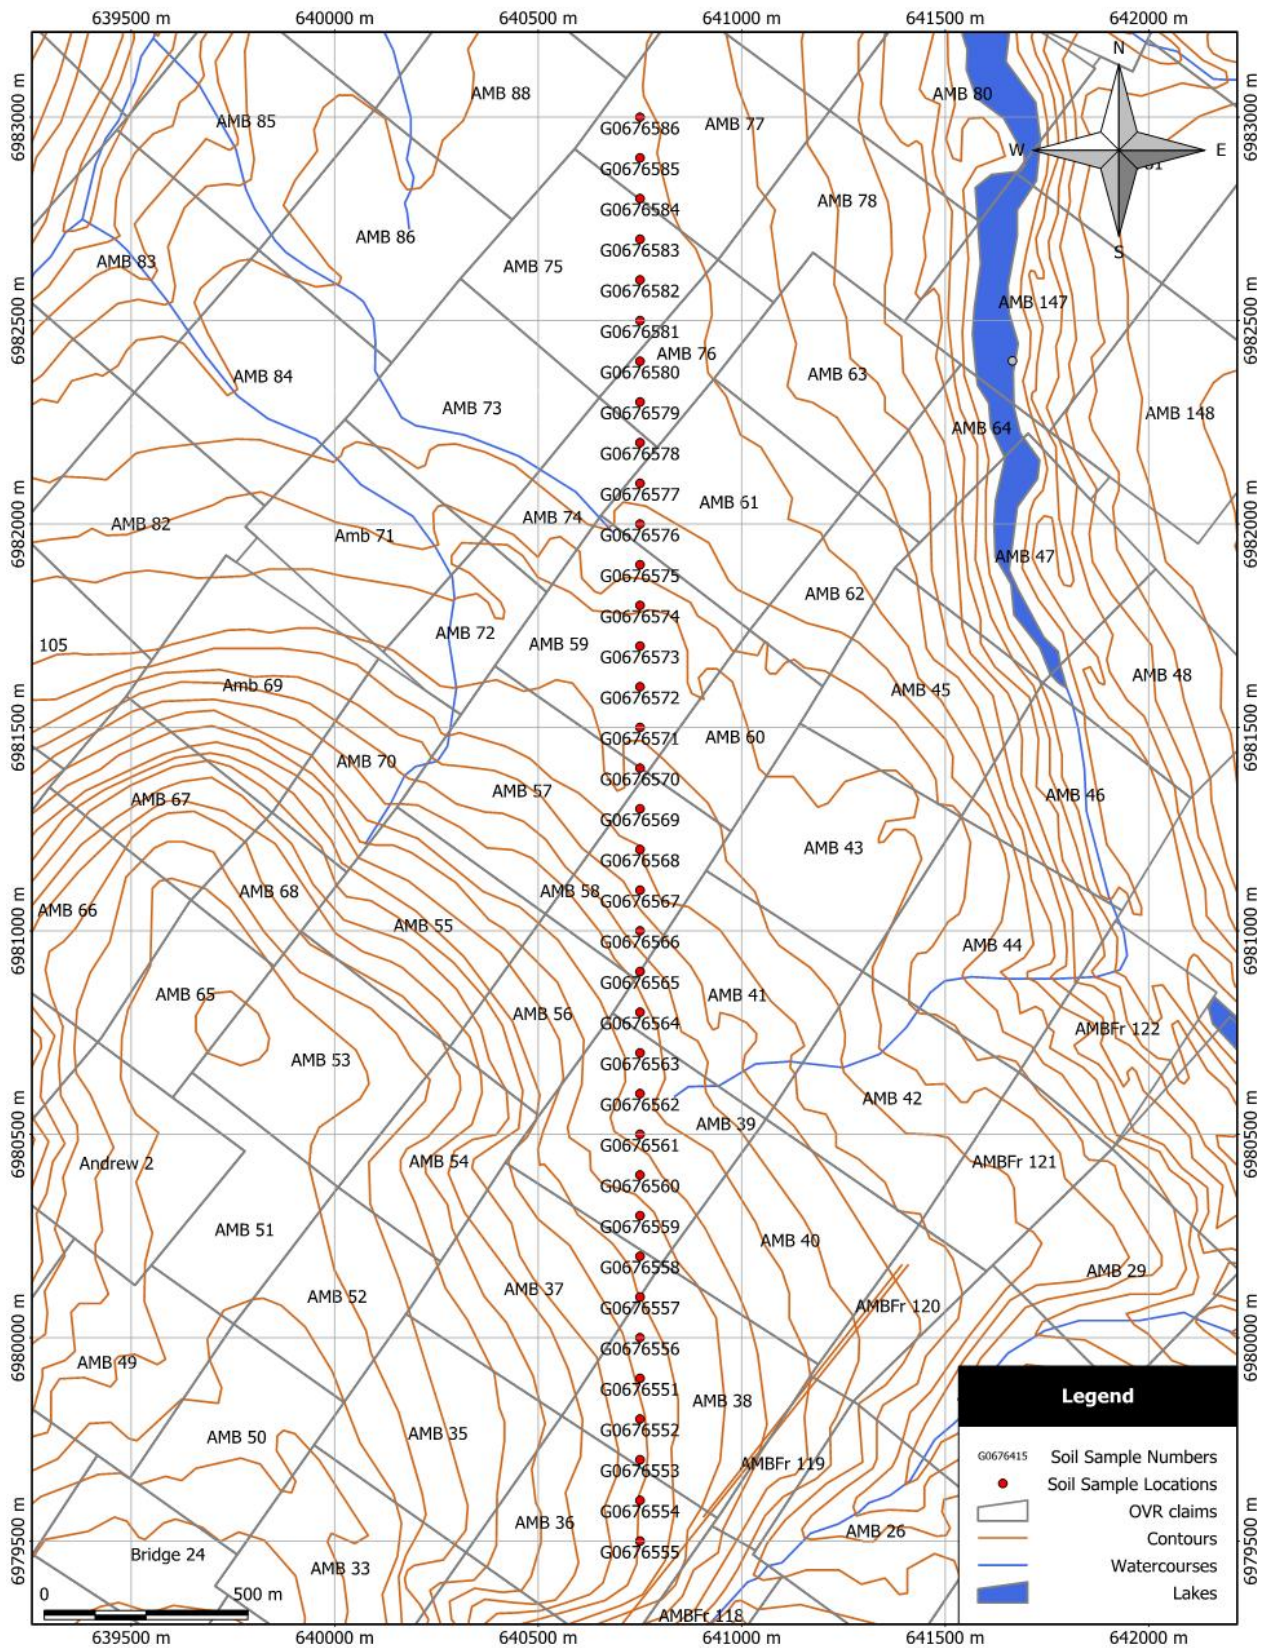 639500 m 640000 m 640500 m 641000 m 641500 m 642000 m
6983000 m
6982500 m
6982000 m
6981500 m
6981000 m
6980500 m
6980000 m
6979500 m
N
W E
S
AMB 88
AMB 80
AMB 85
AMB 77
G0676586
G0676585
AMB 78
G0676584
AMB 86
G0676583
AMB 83
AMB 75
G0676582
AMB 147
G0676581
AMB 76
G0676580
AMB 84
AMB 63
AMB 73
G0676579
AMB 148
AMB 64
G0676578
G0676577
AMB 61
AMB 74
AMB 82
Amb 71
G0676576
AMB 47
G0676575
AMB 62
G0676574
AMB 72
AMB 59
105
G0676573
AMB 48
Amb 69
AMB 45
G0676572
G0676571
AMB 60
AMB 70
G0676570
AMB 57
AMB 46
AMB 67
G0676569
AMB 43
G0676568
AMB 68
AMB 58
G0676567
AMB 66
AMB 55
G0676566
AMB 44
G0676565
AMB 65
AMB 41
AMB 56
G0676564
AMBFr 122
AMB 53
G0676563
AMB 42
G0676562
AMB 39
G0676561
Andrew 2
AMB 54
AMBFr 121
G0676560
AMB 51
G0676559
AMB 40
G0676558
AMB 29
AMB 37
AMB 52
G0676557
AMBFr 120
G0676556
AMB 49
G0676551
AMB 38
G0676552
AMB 50
AMB 35
G0676553
AMBFr 119
G0676554
AMB 36
AMB 26
G0676555
Bridge 24
AMB 33
AMBFr 118
0 500 m
Legend
G0676415 Soil Sample Numbers
Soil Sample Locations
OVR claims
Contours
Watercourses
Lakes
6983000 m
6982500 m
6982000 m
6981500 m
6981000 m
6980500 m
6980000 m
6979500 m
639500 m 640000 m 640500 m 641000 m 641500 m 642000 m